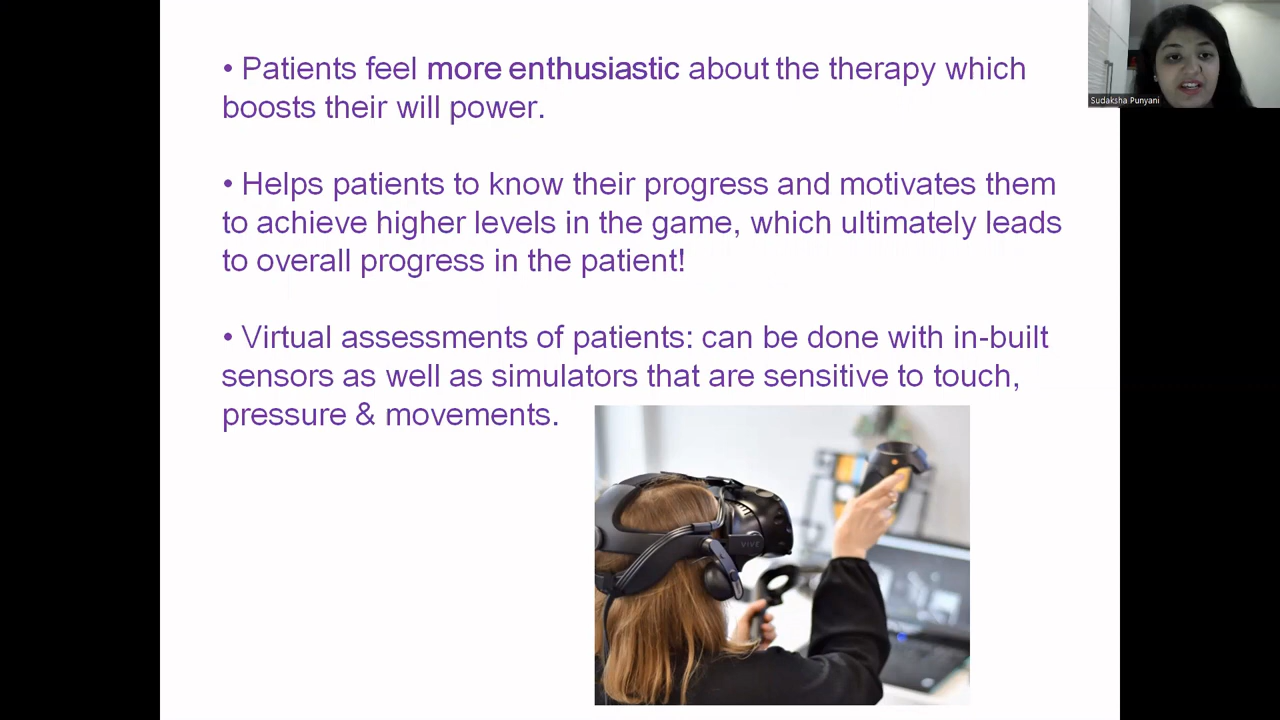 • Patients feel more enthusiastic about the therapy which
boosts their will power.
• Helps patients to know their progress and motivates them
to achieve higher levels in the game, which ultimately leads
to overall progress in the patient!
• Virtual assessments of patients: can be done with in-built
sensors as well as simulators that are sensitive to touch,
pressure & movements.
VIVE
Sudaksha Punyani